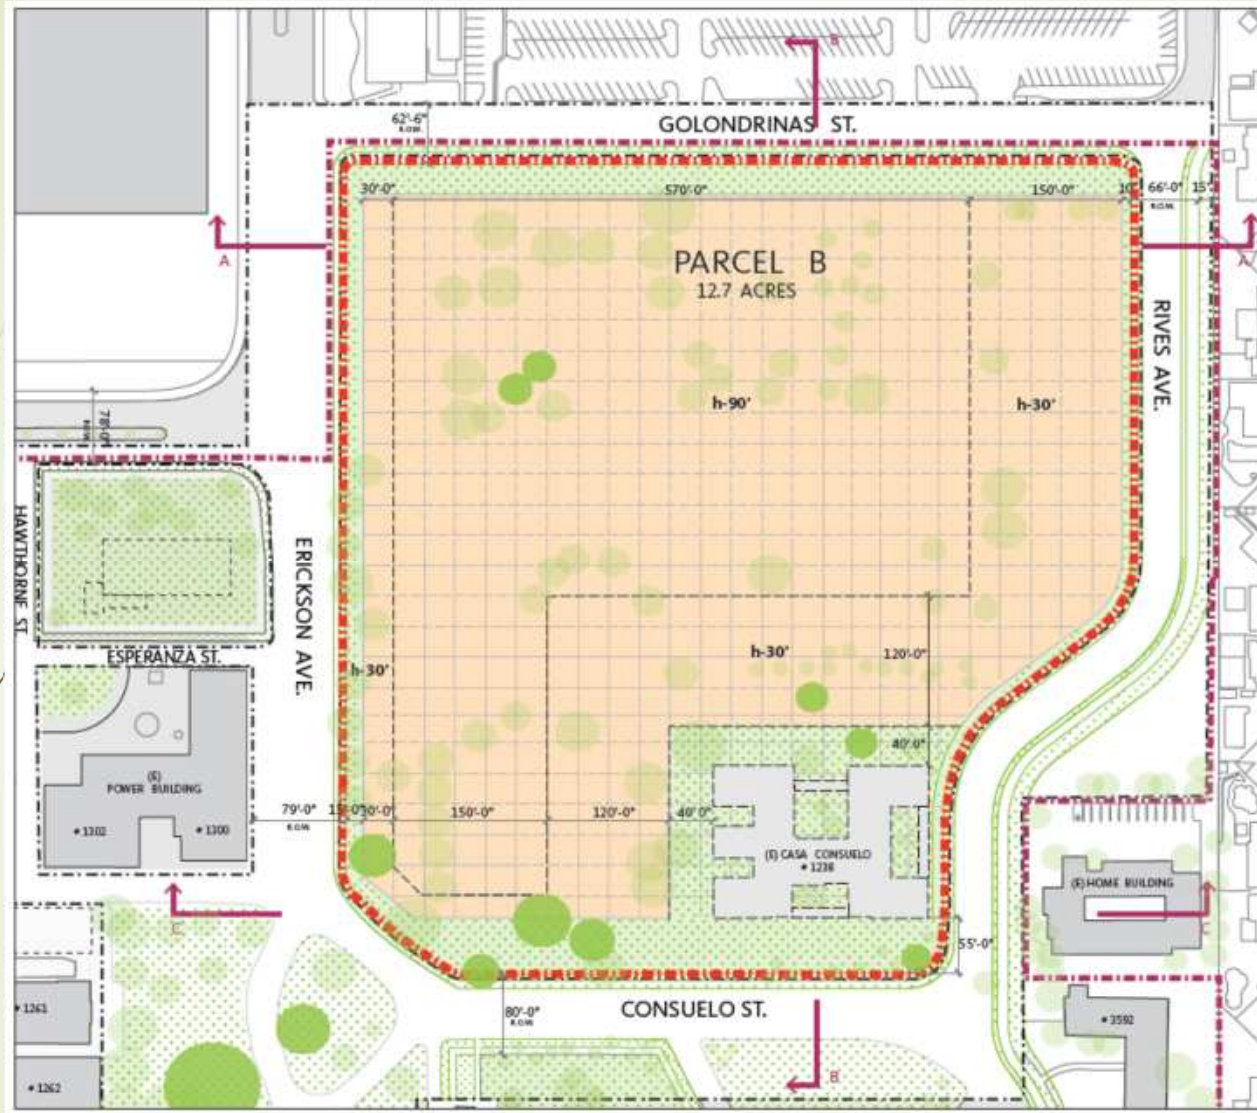 B
62'-6"
R.O.W.
GOLONDRINAS ST.
30'-0"
570'-0"
150'-0"
10'
66'-0"
R.O.W.
15'
A
PARCEL B
12.7 ACRES
A
RIVES AVE.
h-90'
h-30'
78'-0"
R.O.W.
HAWTHORNE ST.
ERICKSON AVE.
ESPERANZA ST.
h-30'
h-30'
120'-0"
40'-0"
(E)
POWER BUILDING
1302
1300
79'-0"
R.O.W.
30'-0"
150'-0"
120'-0"
40'-0"
(E) CASA CONSUELO
1238
(E) HOME BUILDING
C
C
55'-0"
CONSUELO ST.
80'-0"
R.O.W.
1263
3592
1262
B